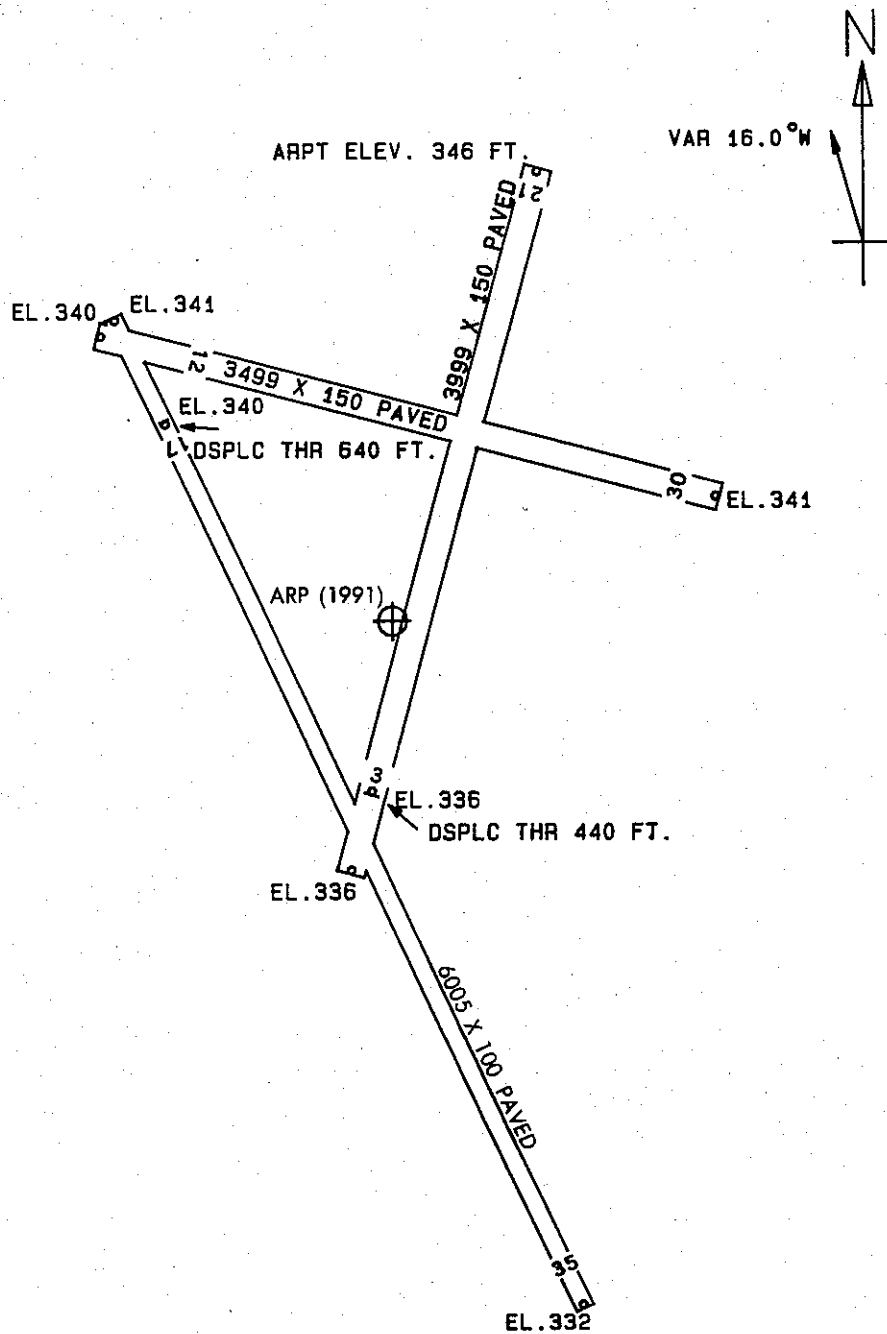 N
VAR 16.0°W
ARPT ELEV. 346 FT.
21
3999 X 150 PAVED
EL.340
EL.341
12
3499 X 150 PAVED
EL.340
17
DSPLC THR 640 FT.
30
EL.341
ARP (1991)
3
EL.336
DSPLC THR 440 FT.
EL.336
6005 X 100 PAVED
35
EL.332